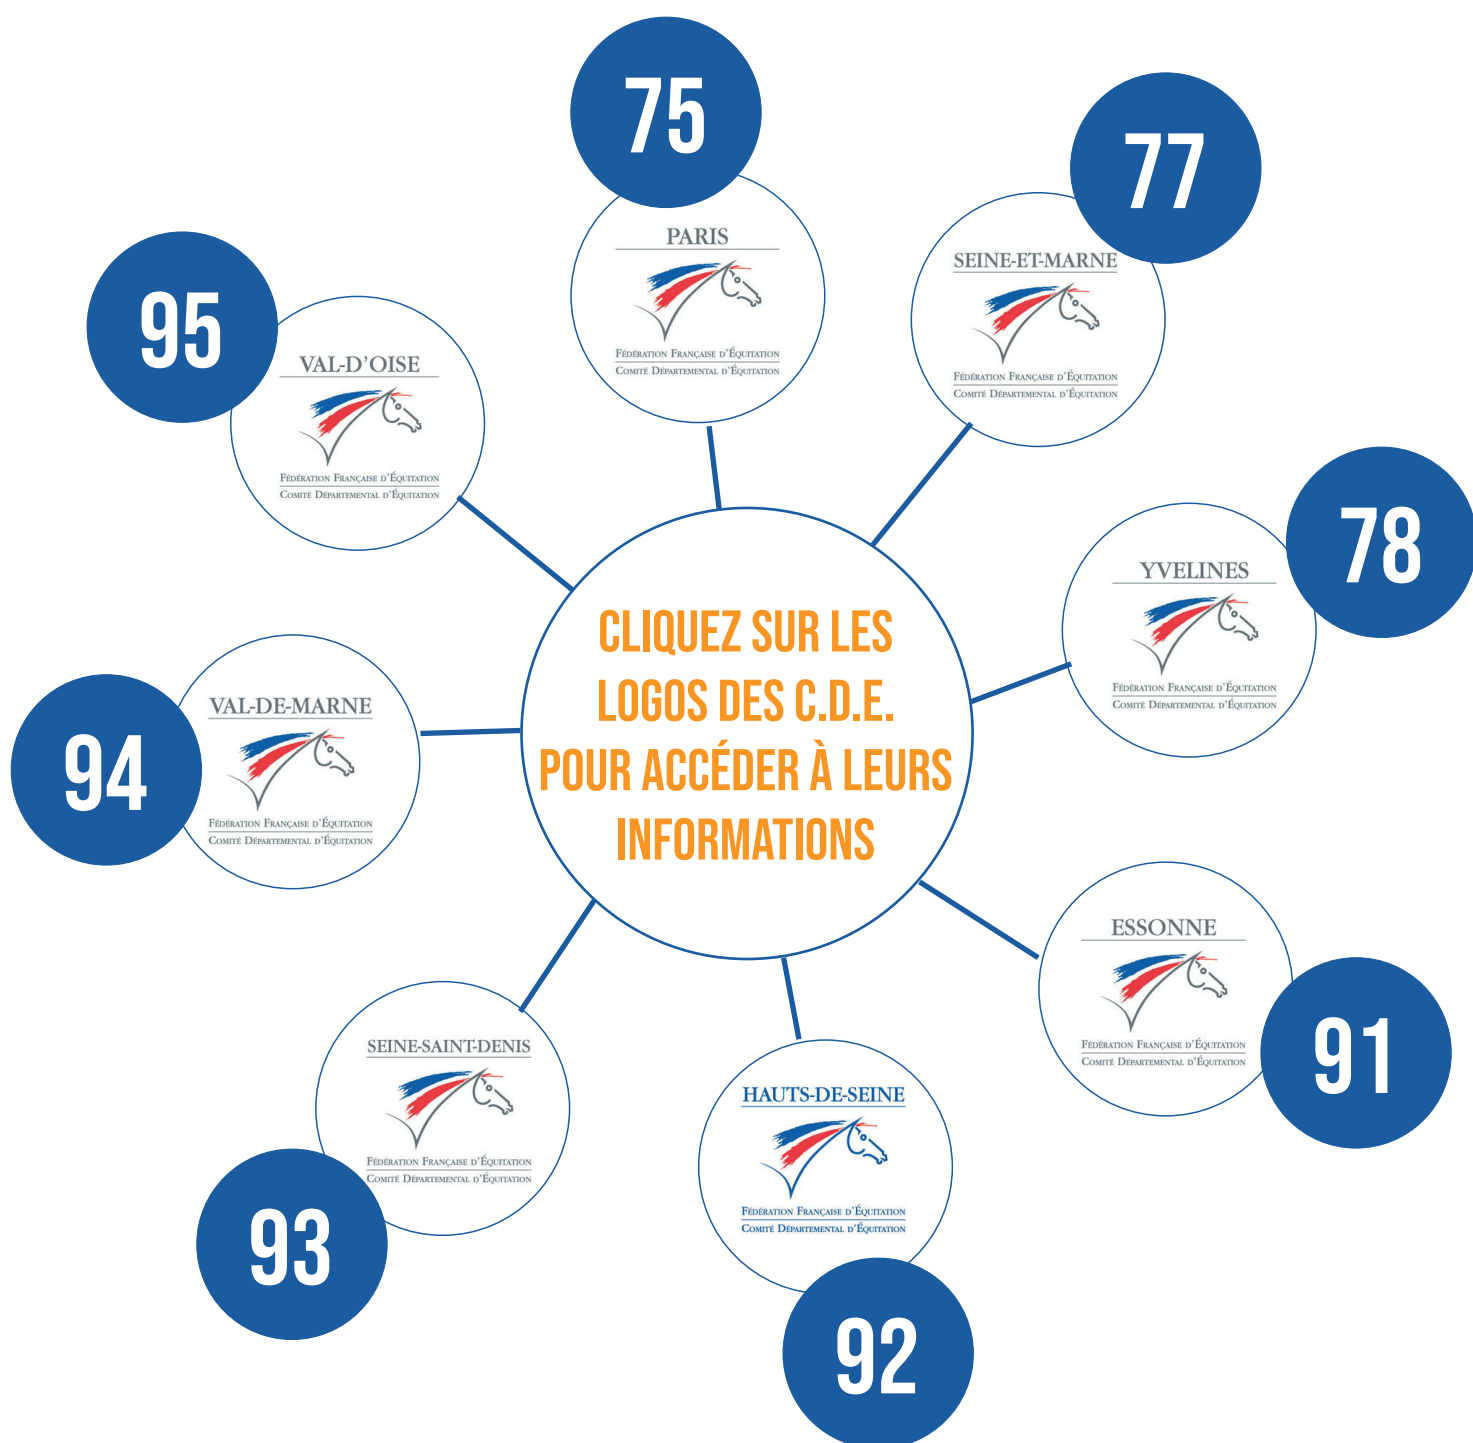 75
PARIS
FÉDÉRATION FRANÇAISE D'ÉQUITATION
COMITÉ DÉPARTEMENTAL D'ÉQUITATION
77
SEINE-ET-MARNE
FÉDÉRATION FRANÇAISE D'ÉQUITATION
COMITÉ DÉPARTEMENTAL D'ÉQUITATION
78
YVELINES
FÉDÉRATION FRANÇAISE D'ÉQUITATION
COMITÉ DÉPARTEMENTAL D'ÉQUITATION
ESSONNE
FÉDÉRATION FRANÇAISE D'ÉQUITATION
COMITÉ DÉPARTEMENTAL D'ÉQUITATION
91
HAUTS-DE-SEINE
FÉDÉRATION FRANÇAISE D'ÉQUITATION
COMITÉ DÉPARTEMENTAL D'ÉQUITATION
92
SEINE-SAINT-DENIS
FÉDÉRATION FRANÇAISE D'ÉQUITATION
COMITÉ DÉPARTEMENTAL D'ÉQUITATION
93
VAL-DE-MARNE
FÉDÉRATION FRANÇAISE D'ÉQUITATION
COMITÉ DÉPARTEMENTAL D'ÉQUITATION
94
95
VAL-D'OISE
FÉDÉRATION FRANÇAISE D'ÉQUITATION
COMITÉ DÉPARTEMENTAL D'ÉQUITATION
CLIQUEZ SUR LES
LOGOS DES C.D.E.
POUR ACCÉDER À LEURS
INFORMATIONS